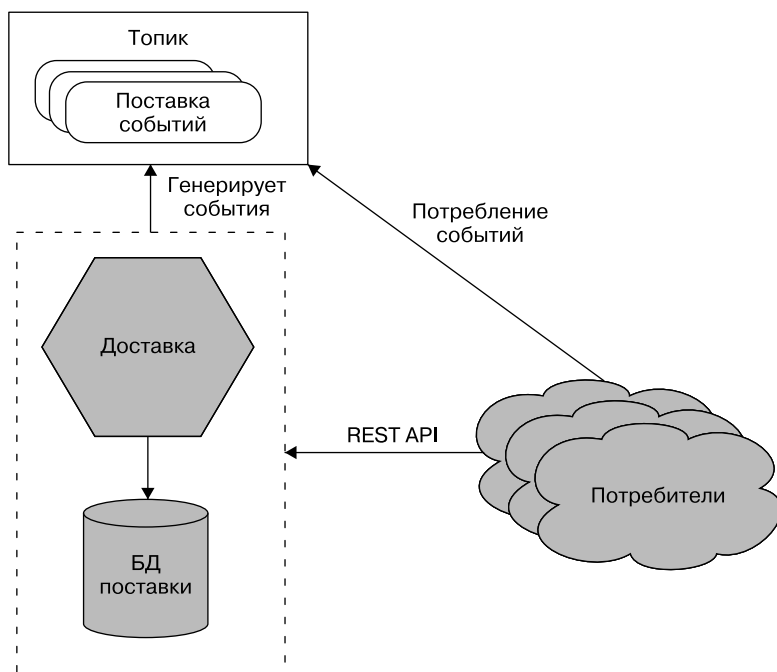 Топик
Поставка
событий
Генерирует
события
Потребление
событий
Доставка
REST API
Потребители
БД
поставки